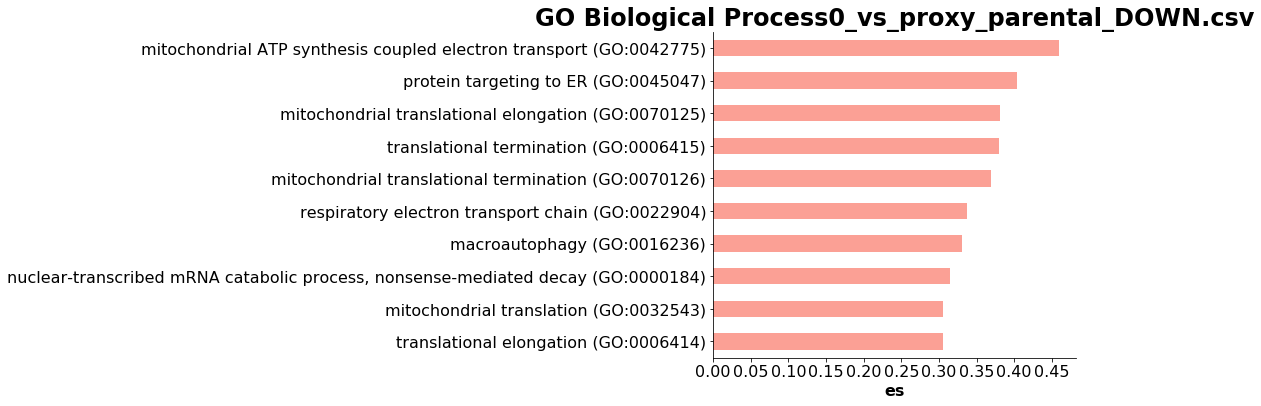 GO Biological Process0_vs_proxy_parental_DOWN.csv
mitochondrial ATP synthesis coupled electron transport (GO:0042775)
protein targeting to ER (GO:0045047)
mitochondrial translational elongation (GO:0070125)
translational termination (GO:0006415)
mitochondrial translational termination (GO:0070126)
respiratory electron transport chain (GO:0022904)
macroautophagy (GO:0016236)
nuclear-transcribed mRNA catabolic process, nonsense-mediated decay (GO:0000184)
mitochondrial translation (GO:0032543)
translational elongation (GO:0006414)
0.00 0.05 0.10 0.15 0.20 0.25 0.30 0.35 0.40 0.45
es